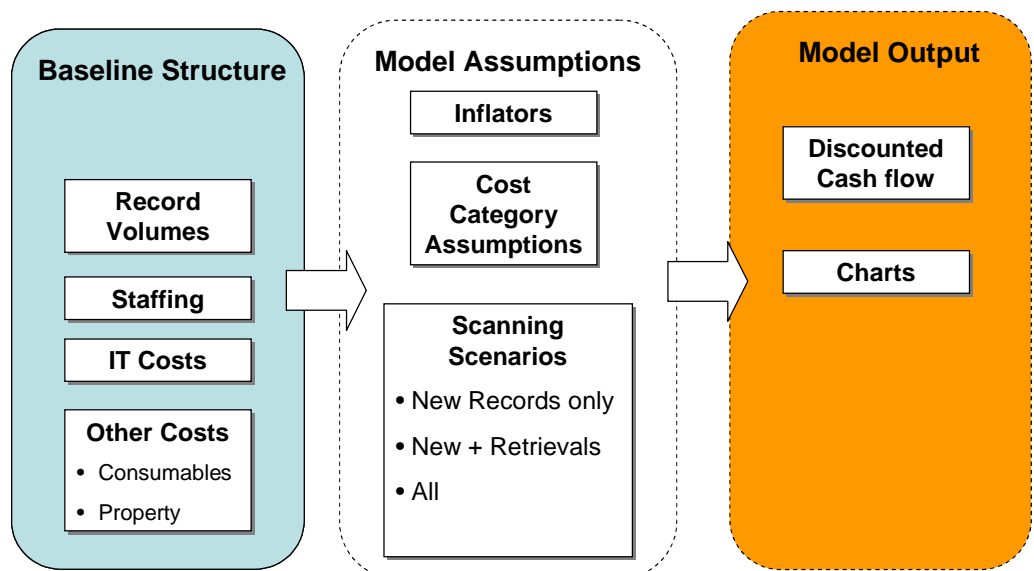 Baseline Structure
Record
Volumes
Staffing
IT Costs
Other Costs
• Consumables
• Property
Model Assumptions
Inflators
Cost
Category
Assumptions
Scanning
Scenarios
• New Records only
• New + Retrievals
• All
Model Output
Discounted
Cash flow
Charts